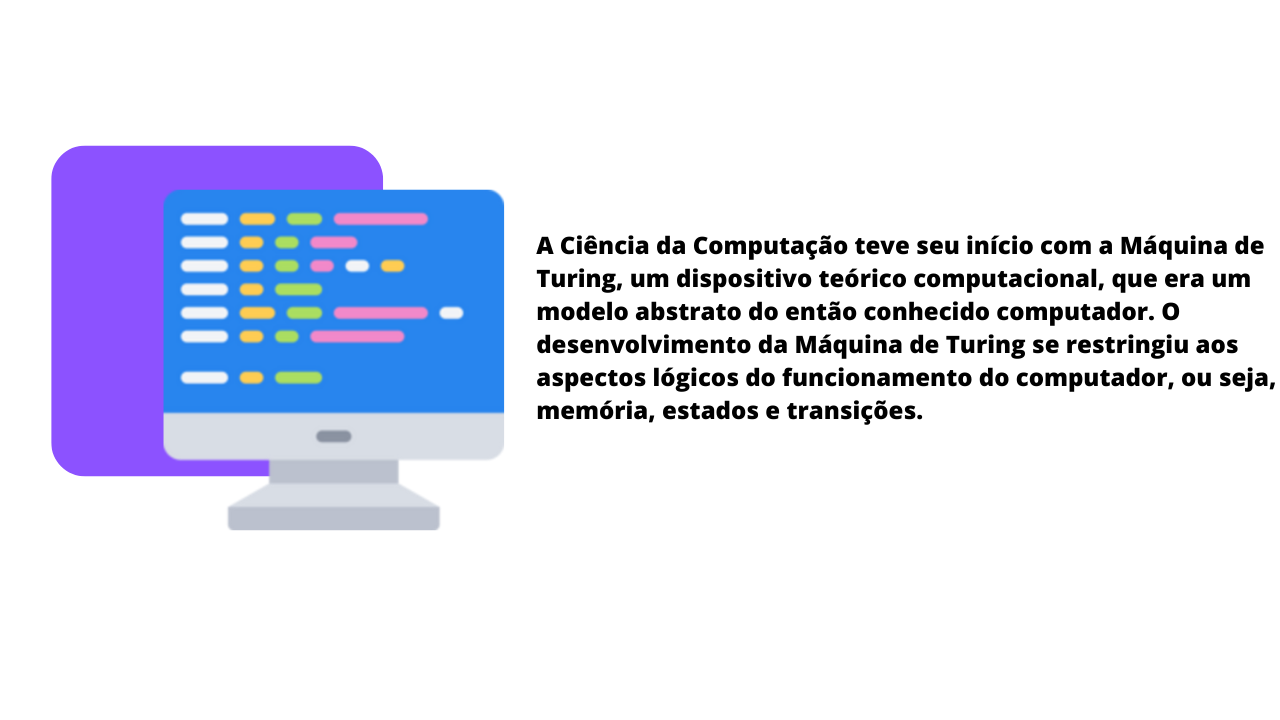 A Ciência da Computação teve seu início com a Máquina de
Turing, um dispositivo teórico computacional, que era um
modelo abstrato do então conhecido computador. O
desenvolvimento da Máquina de Turing se restringiu aos
aspectos lógicos do funcionamento do computador, ou seja,
memória, estados e transições.